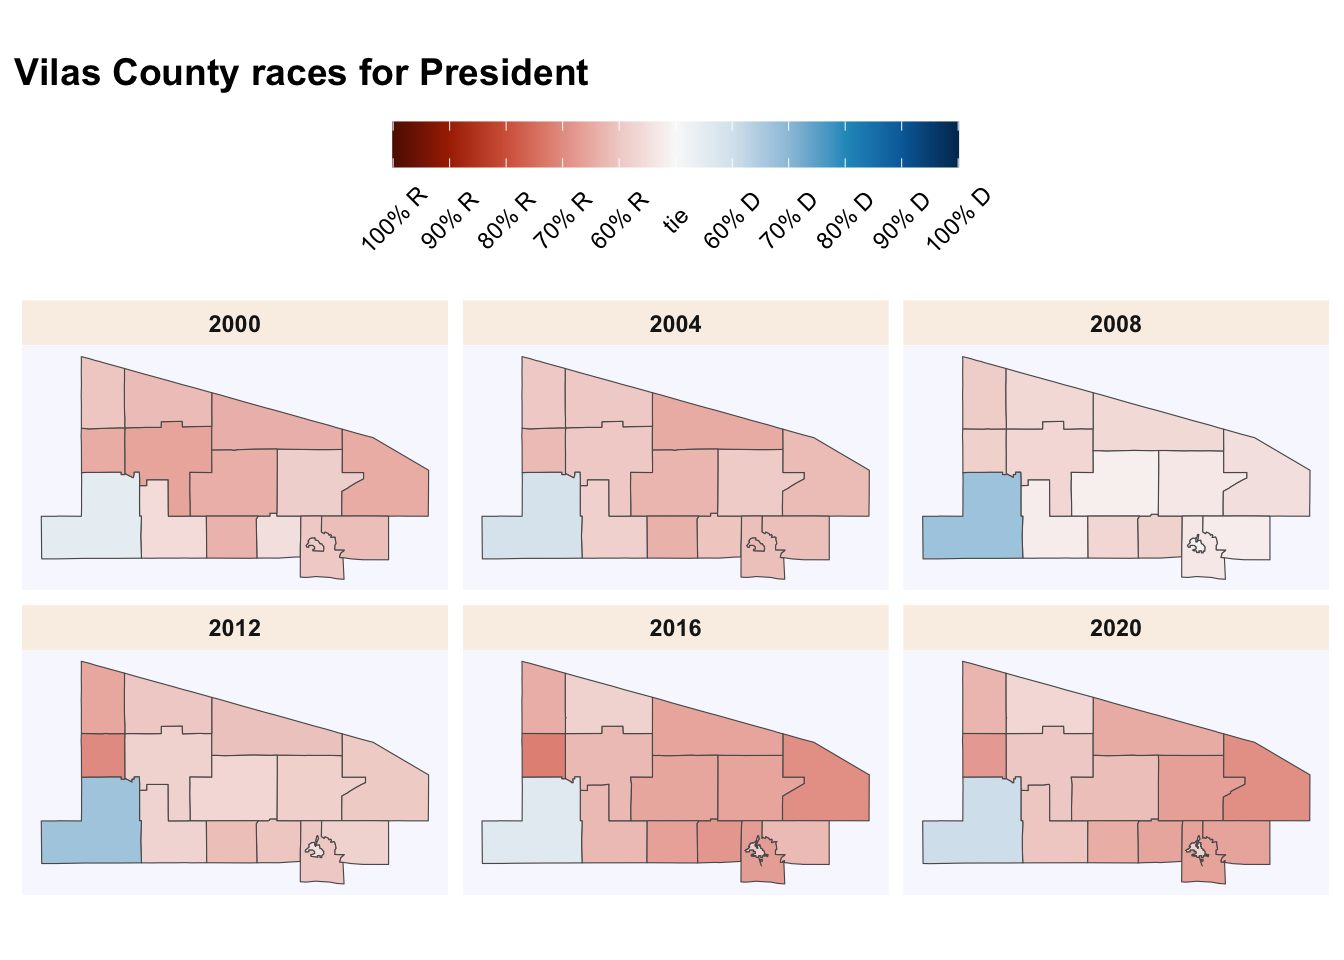 Vilas County races for President
100% R
90% R
80% R
70% R
60% R
tie
60% D
70% D
80% D
90% D
100% D
2000
2004
2008
2012
2016
2020